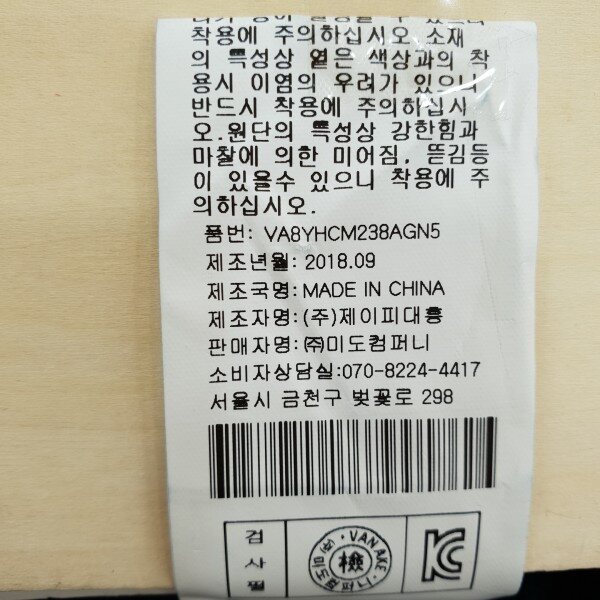 착용에 주의하십시오.소재
의 특성상 옅은 색상과의 착
용시 이염의 우려가 있으니
반드시 착용에 주의하십시
오.원단의 특성상 강한힘과
마찰에 의한 미어짐, 뜯김등
이 있을수 있으니 착용에 주
의하십시오.
품번: VA8YHCM238AGN5
제조년월: 2018.09
제조국명:MADE IN CHINA
제조자명:(주)제이피대흥
판매자명:㈜미도컴퍼니
소비자상담실:070-8224-4417
서울시 금천구 벚꽃로 298
검사필
VAN AKE
(주)미도컴퍼니
檢
KC